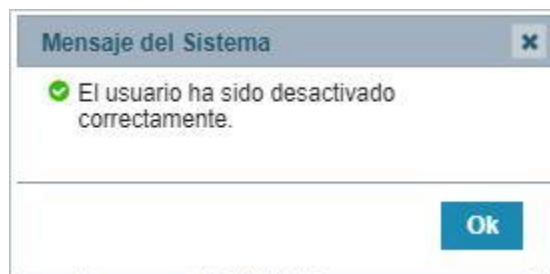 Mensaje del Sistema
El usuario ha sido desactivado
correctamente.
Ok